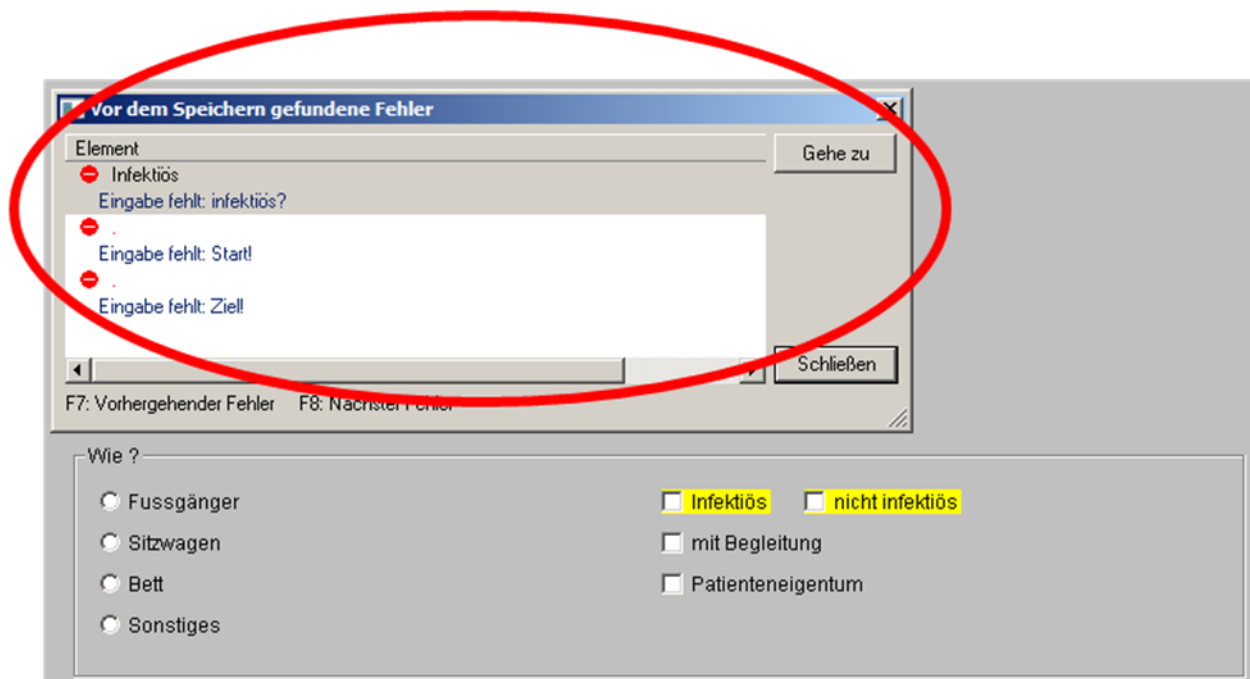 Vor dem Speichern gefundene Fehler
Element
Gehe zu
Infektiös
Eingabe fehlt: infektiös?
.
Eingabe fehlt: Start!
.
Eingabe fehlt: Ziel!
Schließen
F7: Vorhergehender Fehler F8: Nächster Fehler
Wie ?
Fussgänger Infektiös nicht infektiös
Sitzwagen mit Begleitung
Bett Patienteneigentum
Sonstiges